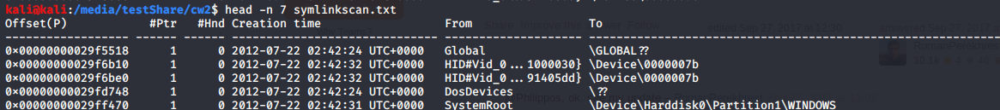 kali@kali:/media/testShare/cw2$ head -n 7 symlinkscan.txt
Offset(P)            #Ptr   #Hnd Creation time                From                 To
------------------ ------ ------ ------------------------------ -------------------- ------------------------------------------------------------
0×00000000029f5518      1      0 2012-07-22 02:42:24 UTC+0000   Global               \GLOBAL??
0×00000000029f6b10      1      0 2012-07-22 02:42:32 UTC+0000   HID#Vid_0...1000030} \Device\0000007b
0×00000000029f6be0      1      0 2012-07-22 02:42:32 UTC+0000   HID#Vid_0...91405dd} \Device\0000007b
0×00000000029fd748      1      0 2012-07-22 02:42:24 UTC+0000   DosDevices           \??
0×00000000029ff470      1      0 2012-07-22 02:42:31 UTC+0000   SystemRoot           \Device\Harddisk0\Partition1\WINDOWS